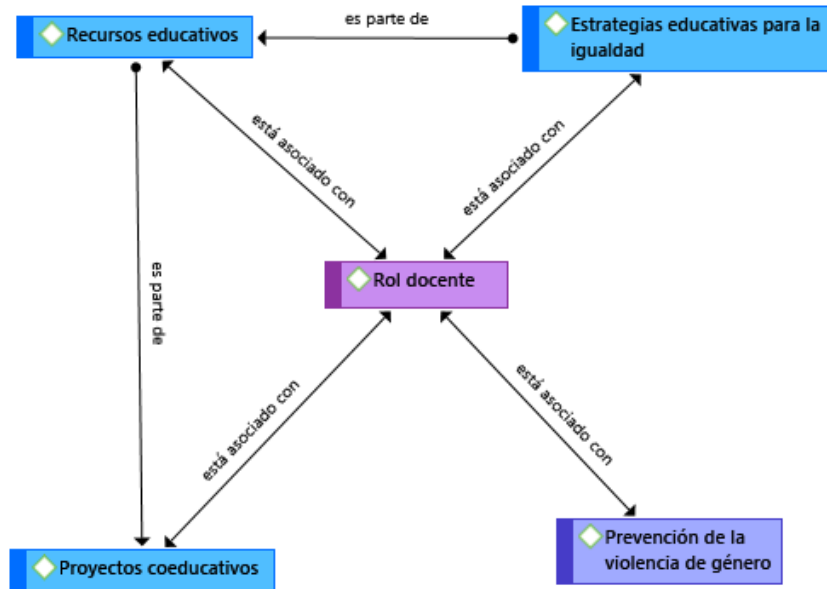 Recursos educativos
es parte de
Estrategias educativas para la
igualdad
está asociado con
está asociado con
es parte de
Rol docente
está asociado con
está asociado con
Proyectos coeducativos
Prevención de la
violencia de género